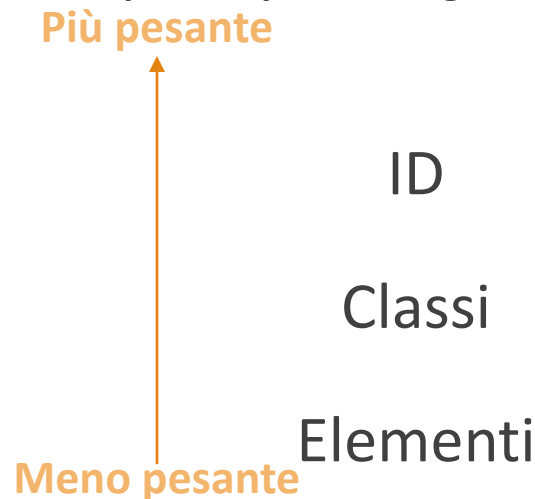 Più pesante
ID
Classi
Elementi
Meno pesante